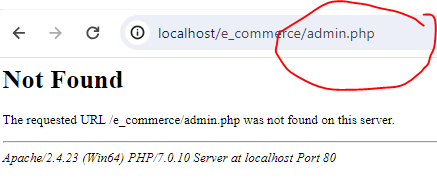 localhost/e_commerce/admin.php
Not Found
The requested URL /e_commerce/admin.php was not found on this server.
Apache/2.4.23 (Win64) PHP/7.0.10 Server at localhost Port 80